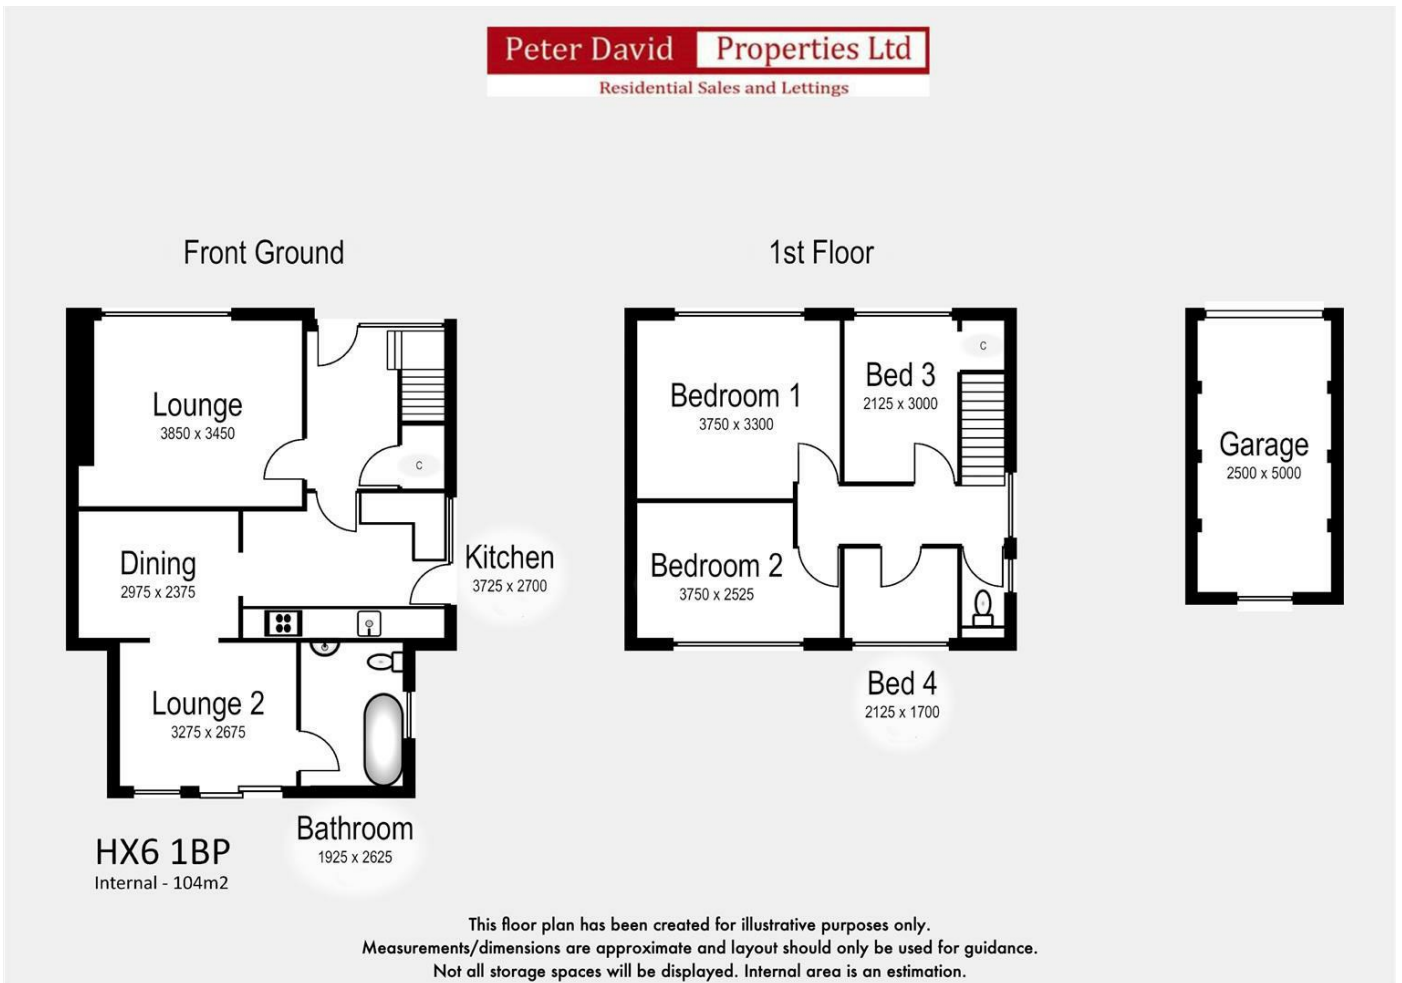 Peter David Properties Ltd
Residential Sales and Lettings
Front Ground
1st Floor
Lounge
3850 x 3450
C
Dining
2975 x 2375
Kitchen
3725 x 2700
Lounge 2
3275 x 2675
Bathroom
1925 x 2625
Bedroom 1
3750 x 3300
Bed 3
2125 x 3000
C
Bedroom 2
3750 x 2525
Bed 4
2125 x 1700
Garage
2500 x 5000
HX6 1BP
Internal - 104m2
This floor plan has been created for illustrative purposes only.
Measurements/dimensions are approximate and layout should only be used for guidance.
Not all storage spaces will be displayed. Internal area is an estimation.